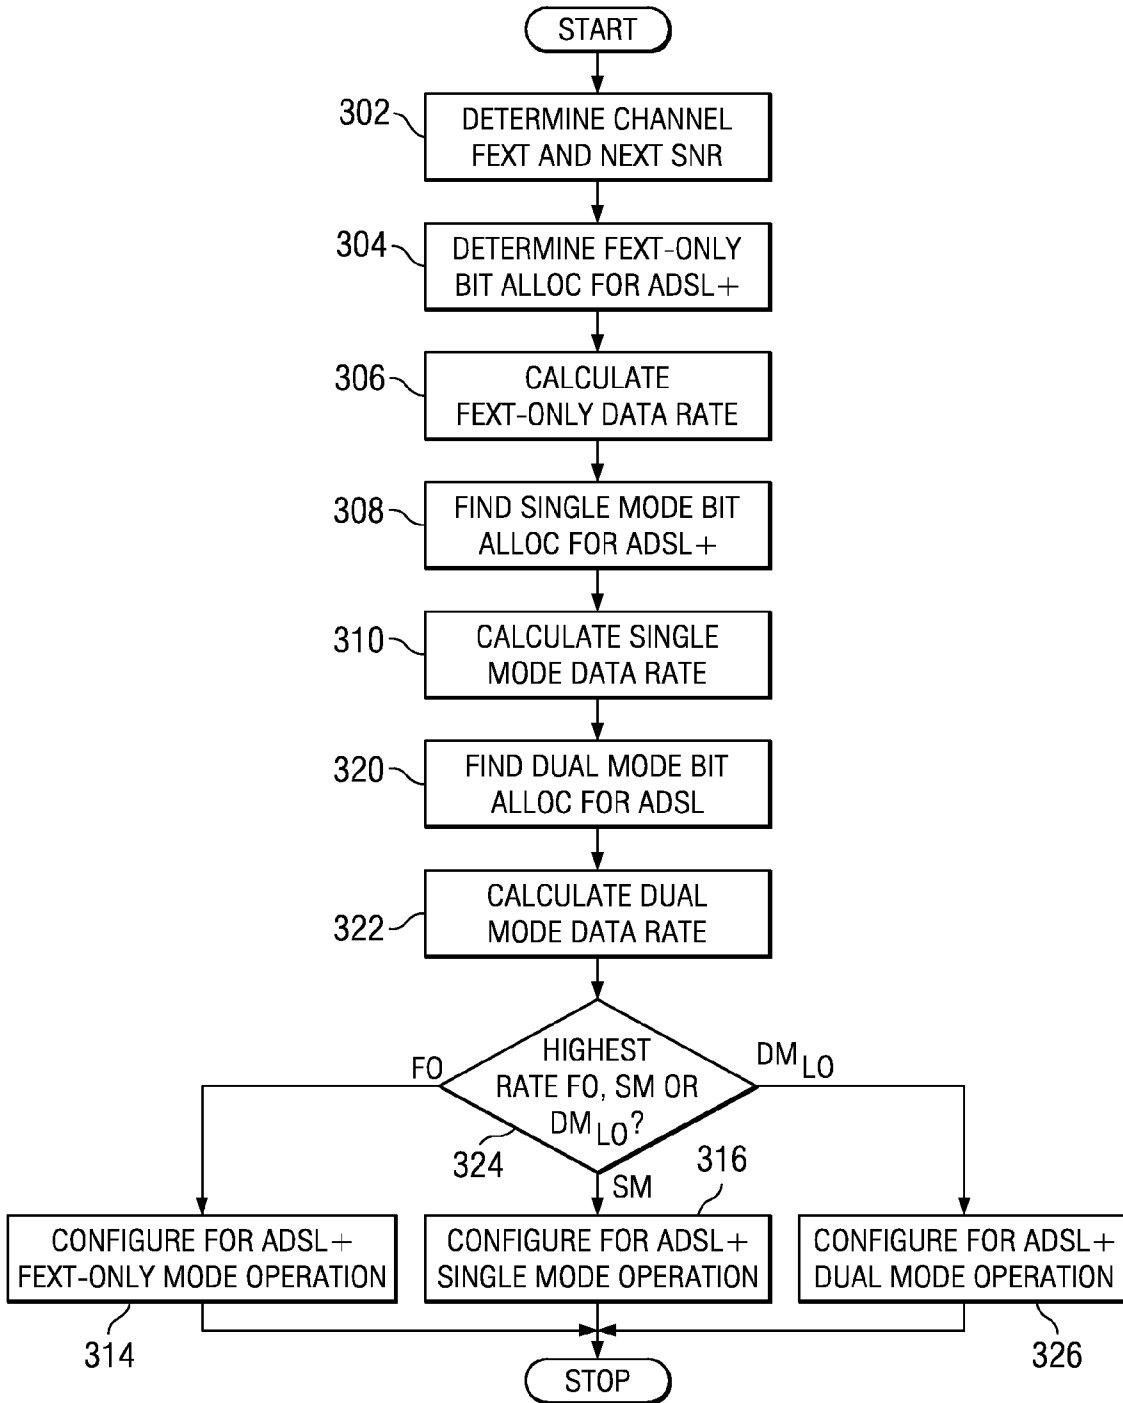 START
302
DETERMINE CHANNEL
FEXT AND NEXT SNR
304
DETERMINE FEXT-ONLY
BIT ALLOC FOR ADSL+
306
CALCULATE
FEXT-ONLY DATA RATE
308
FIND SINGLE MODE BIT
ALLOC FOR ADSL+
310
CALCULATE SINGLE
MODE DATA RATE
320
FIND DUAL MODE BIT
ALLOC FOR ADSL
322
CALCULATE DUAL
MODE DATA RATE
FO
HIGHEST
RATE FO, SM OR
DM LO?
DM LO
324
SM
316
CONFIGURE FOR ADSL+
FEXT-ONLY MODE OPERATION
CONFIGURE FOR ADSL+
SINGLE MODE OPERATION
CONFIGURE FOR ADSL+
DUAL MODE OPERATION
314
326
STOP